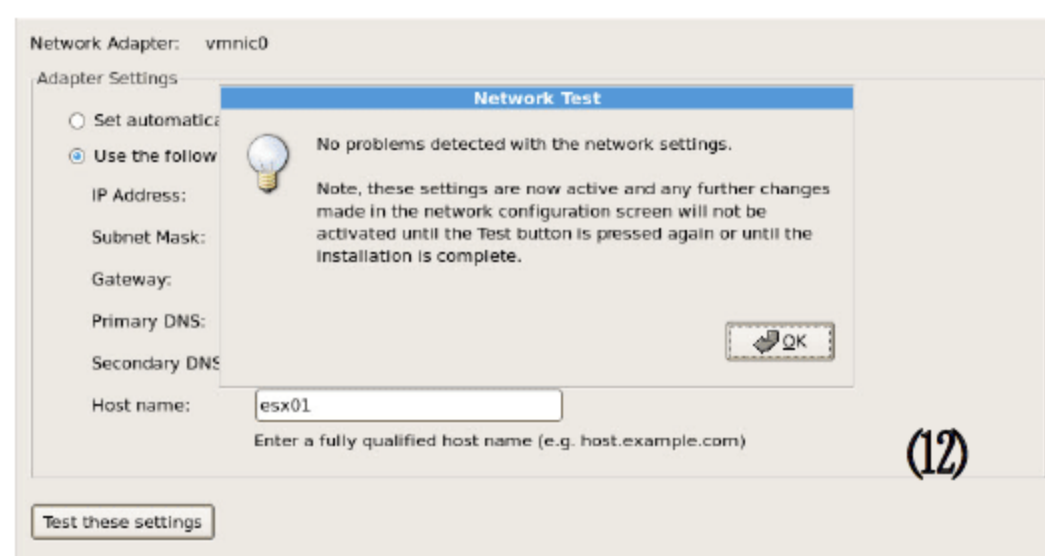 Network Adapter: vmnic0
Adapter Settings
Network Test
Set automatica
Use the follow
No problems detected with the network settings.
IP Address:
Note, these settings are now active and any further changes
made in the network configuration screen will not be
Subnet Mask:
activated until the Test button is pressed again or until the
installation is complete.
Gateway:
Primary DNS:
OK
Secondary DNS
Host name: esx01
Enter a fully qualified host name (e.g. host.example.com)
(12)
Test these settings